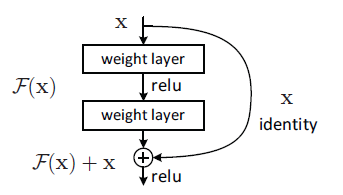 x
weight layer
F(x)
relu
weight layer
x
identity
F(x) + x
relu